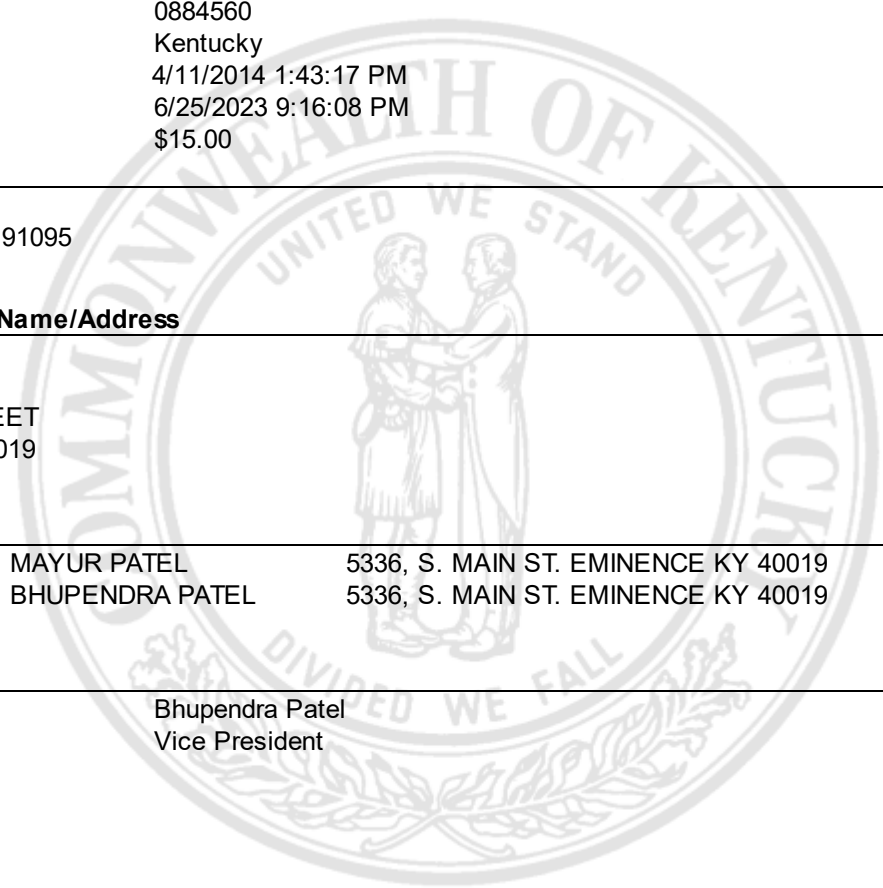 0884560
Kentucky
4/11/2014 1:43:17 PM
6/25/2023 9:16:08 PM
$15.00
91095
Name/Address
EET
019
MAYUR PATEL 5336, S. MAIN ST. EMINENCE KY 40019
BHUPENDRA PATEL 5336, S. MAIN ST. EMINENCE KY 40019
Bhupendra Patel
Vice President
COMMONWEALTH OF KENTUCKY
UNITED WE STAND
DIVIDED WE FALL